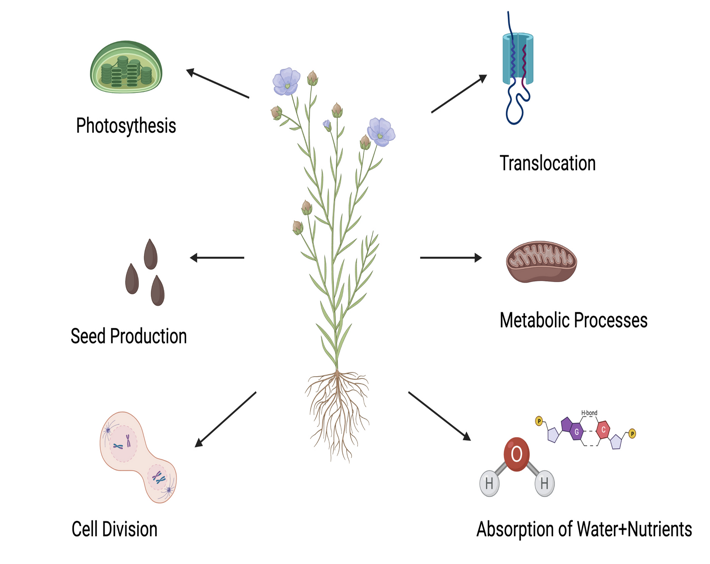 Photosythesis
Translocation
Seed Production
Metabolic Processes
H-bond
P G C P
O
H H
Cell Division
Absorption of Water+Nutrients